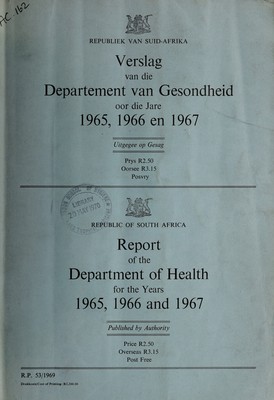 AC 162
REPUBLIEK VAN SUID-AFRIKA
Verslag
van die
Departement van Gesondheid
oor die Jare
1965, 1966 en 1967
Uitgegee op Gesag
Prys R2.50
Oorsee R3.15
Posvry
LIBRARY
REPUBLIC OF SOUTH AFRICA
Report
of the
Department of Health
for the Years
1965, 1966 and 1967
Published by Authority
Price R2.50
Overseas R3.15
Post Free
R.P. 53/1969